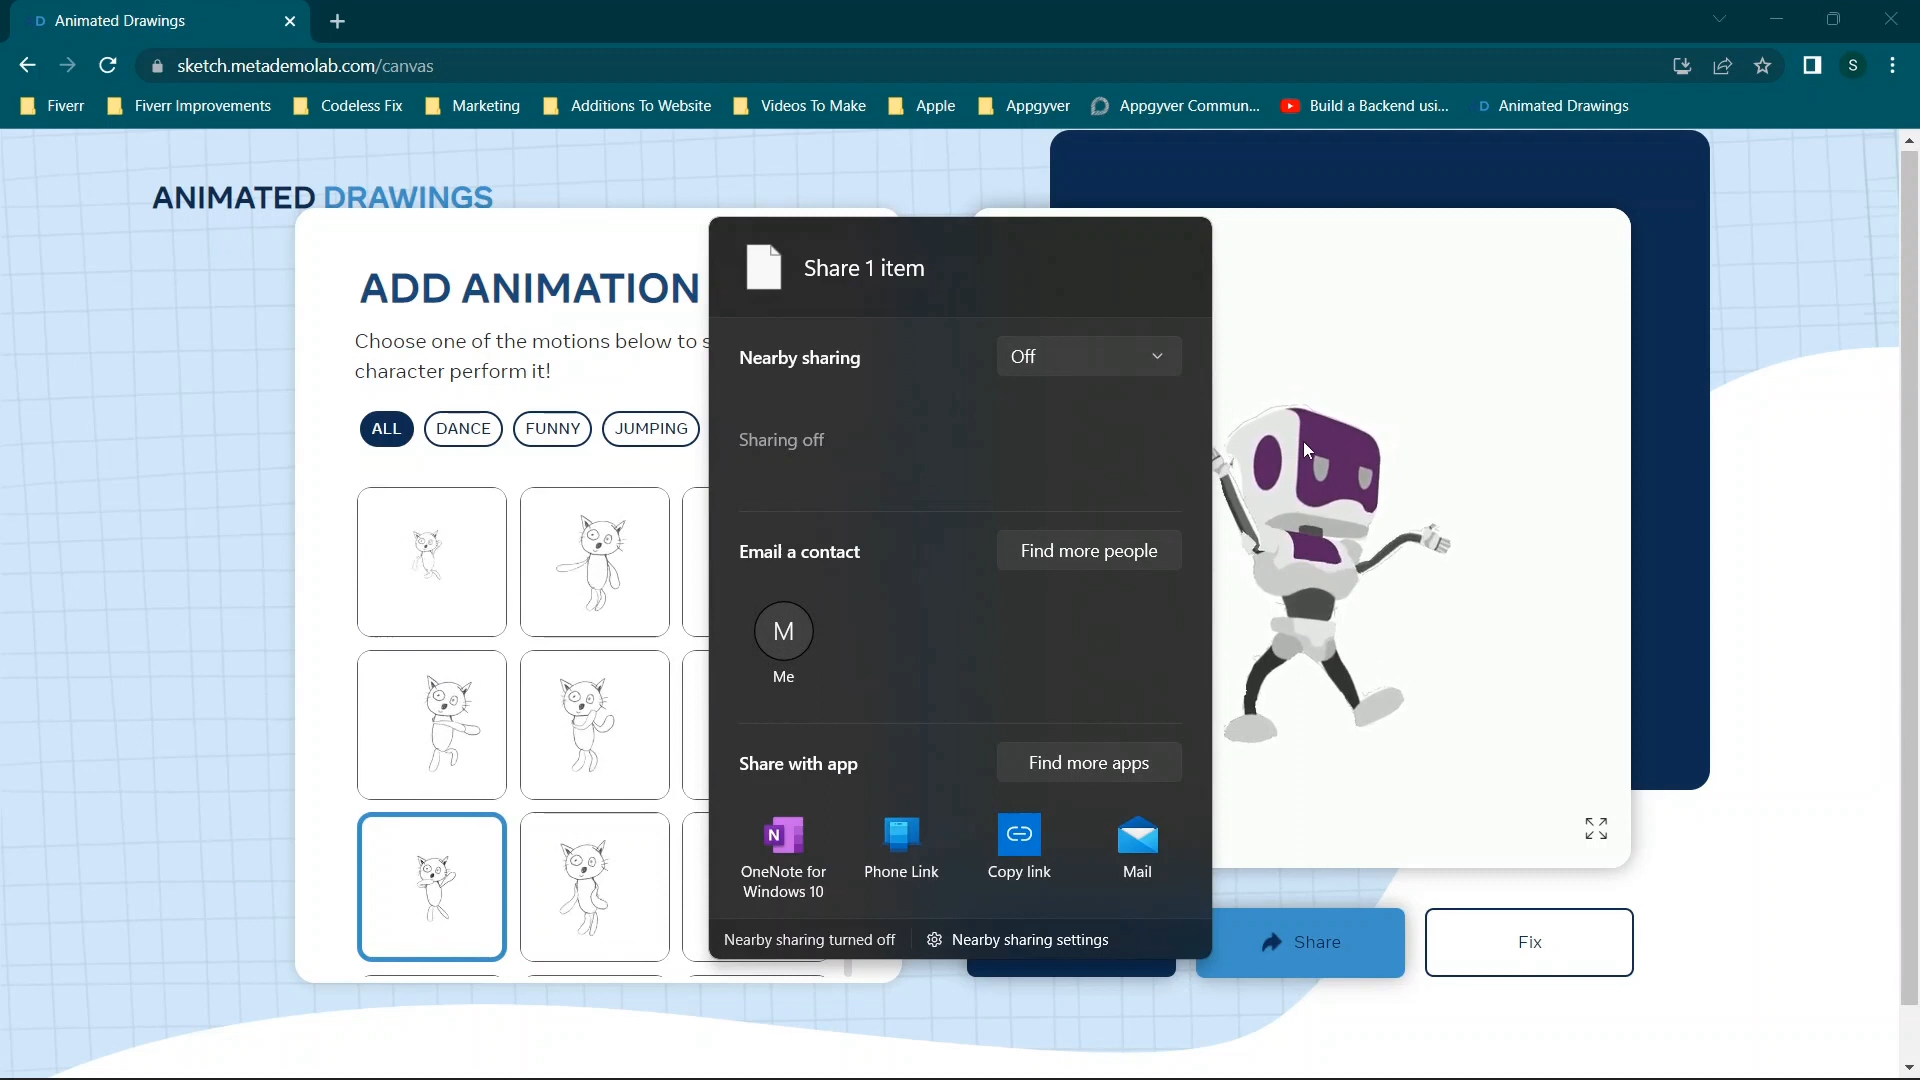 Animated Drawings
sketch.metademolab.com/canvas
S
Fiverr
Fiverr Improvements
Codeless Fix
Marketing
Additions To Website
Videos To Make
Apple
Appgyver
Appgyver Commun...
Build a Backend usi...
Animated Drawings
ANIMATED DRAWINGS
ADD ANIMATION
Choose one of the motions below to s
character perform it!
ALL
DANCE
FUNNY
JUMPING
Share 1 item
Nearby sharing
Off
Sharing off
Email a contact
Find more people
M
Me
Share with app
Find more apps
N
OneNote for
Windows 10
Phone Link
Copy link
Mail
Nearby sharing turned off
Nearby sharing settings
Share
Fix